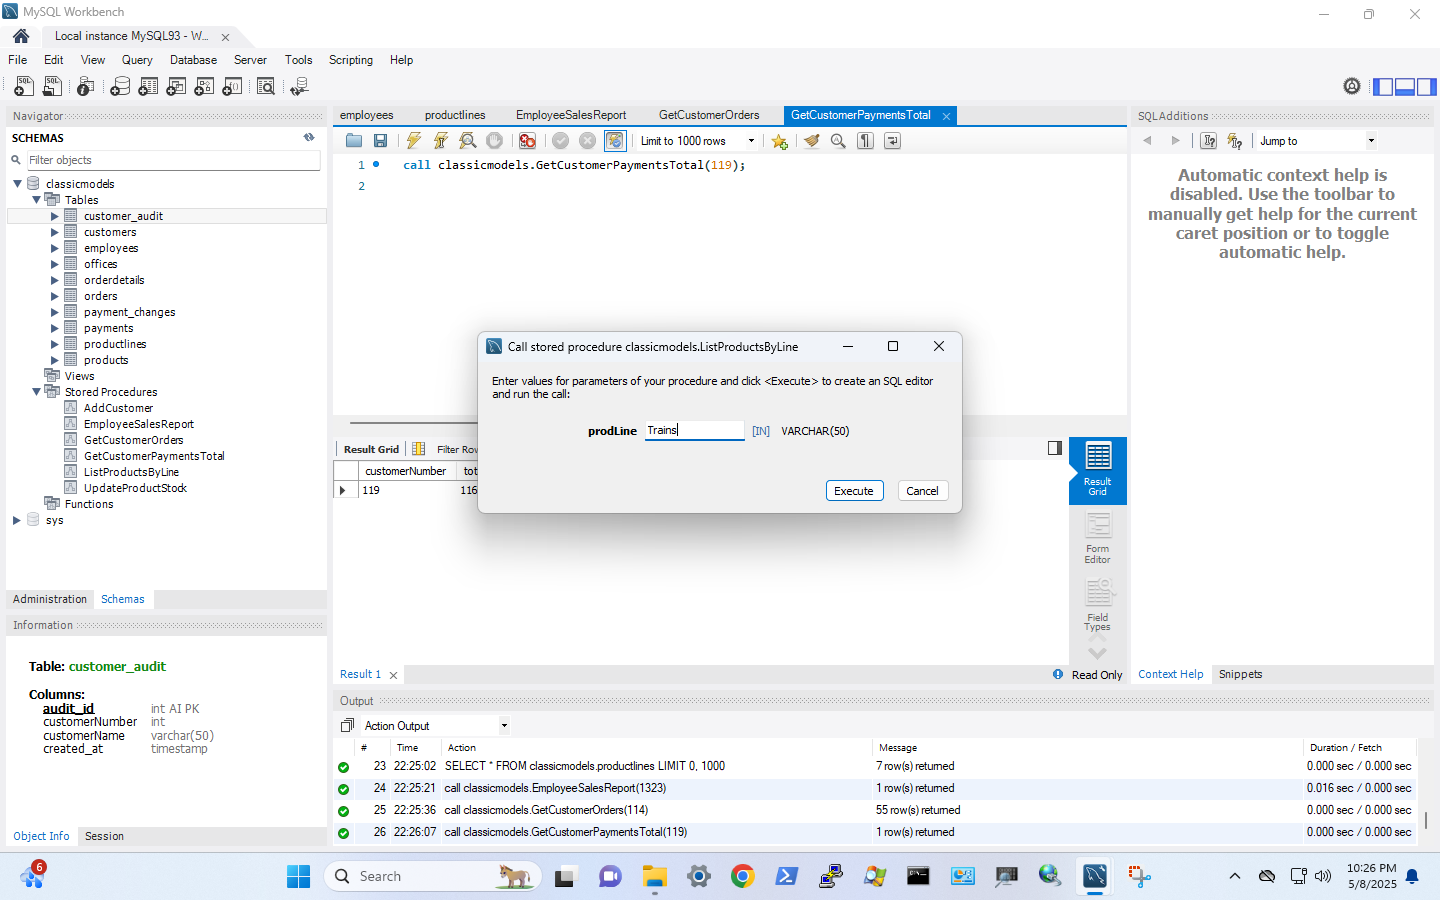 MySQL Workbench
Local instance MySQL93 - W...
File Edit View Query Database Server Tools Scripting Help
Navigator
SCHEMAS
Filter objects
classicmodels
Tables
customer_audit
customers
employees
offices
orderdetails
orders
payment_changes
payments
productlines
products
Views
Stored Procedures
AddCustomer
EmployeeSalesReport
GetCustomerOrders
GetCustomerPaymentsTotal
ListProductsByLine
UpdateProductStock
Functions
sys
Administration Schemas
Information
Table: customer_audit
Columns:
audit_id int AI PK
customerNumber int
customerName varchar(50)
created_at timestamp
Object Info Session
employees productlines EmployeeSalesReport GetCustomerOrders GetCustomerPaymentsTotal
Limit to 1000 rows
1 call classicmodels.GetCustomerPaymentsTotal(119);
2
Call stored procedure classicmodels.ListProductsByLine
Enter values for parameters of your procedure and click <Execute> to create an SQL editor
and run the call:
prodLine Trains [IN] VARCHAR(50)
Execute Cancel
Result Grid Filter Row
customerNumber tot
119 116
Result
Grid
Form
Editor
Field
Types
Result 1 Read Only
SQLAdditions
Jump to
Automatic context help is
disabled. Use the toolbar to
manually get help for the current
caret position or to toggle
automatic help.
Context Help Snippets
Output
Action Output
# Time Action Message Duration / Fetch
23 22:25:02 SELECT * FROM classicmodels.productlines LIMIT 0, 1000 7 row(s) returned 0.000 sec / 0.000 sec
24 22:25:21 call classicmodels.EmployeeSalesReport(1323) 1 row(s) returned 0.016 sec / 0.000 sec
25 22:25:36 call classicmodels.GetCustomerOrders(114) 55 row(s) returned 0.000 sec / 0.000 sec
26 22:26:07 call classicmodels.GetCustomerPaymentsTotal(119) 1 row(s) returned 0.000 sec / 0.000 sec
6
Search
10:26 PM
5/8/2025